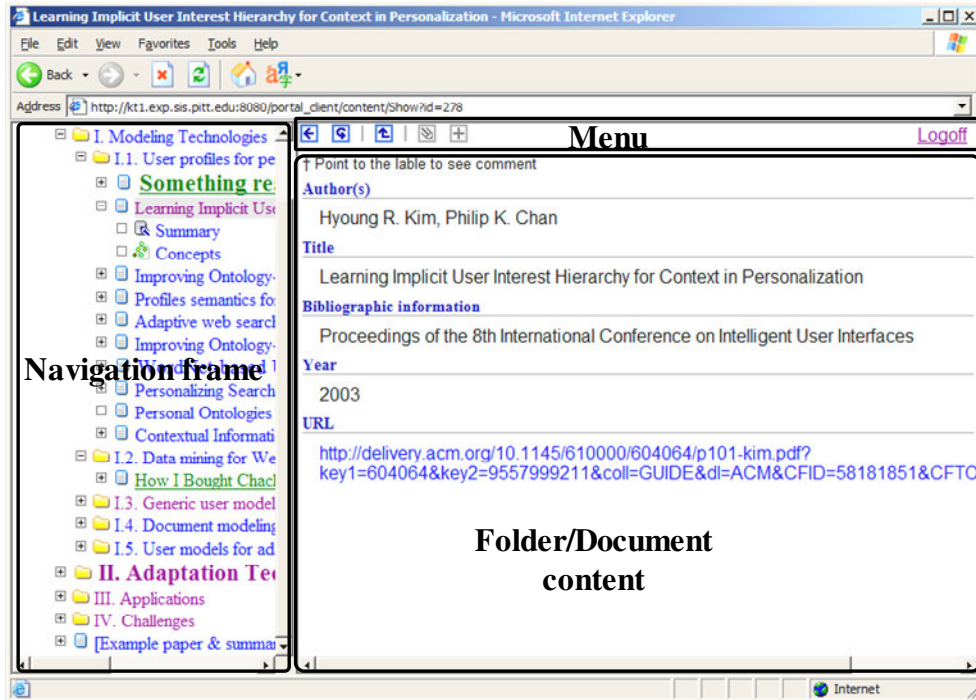 Learning Implicit User Interest Hierarchy for Context in Personalization - Microsoft Internet Explorer
File Edit View Favorites Tools Help
Back
Address http://kt1.exp.sis.pitt.edu:8080/portal_client/content/Show?id=278
Menu
Logoff
I. Modeling Technologies
I.1. User profiles for pe
Something re
Learning Implicit Use
Summary
Concepts
Improving Ontology-
Profiles semantics fo
Adaptive web search
Improving Ontology-
WordNet-based
Navigation frame
Personalizing Search
Personal Ontologies
Contextual Informati
I.2. Data mining for We
How I Bought Chac
I.3. Generic user model
I.4. Document modeling
I.5. User models for ad
II. Adaptation Tec
III. Applications
IV. Challenges
[Example paper & summar
† Point to the lable to see comment
Author(s)
Hyoung R. Kim, Philip K. Chan
Title
Learning Implicit User Interest Hierarchy for Context in Personalization
Bibliographic information
Proceedings of the 8th International Conference on Intelligent User Interfaces
Year
2003
URL
http://delivery.acm.org/10.1145/610000/604064/p101-kim.pdf?
key1=604064&key2=9557999211&coll=GUIDE&dl=ACM&CFID=58181851&CFTO
Folder/Document
content
Internet